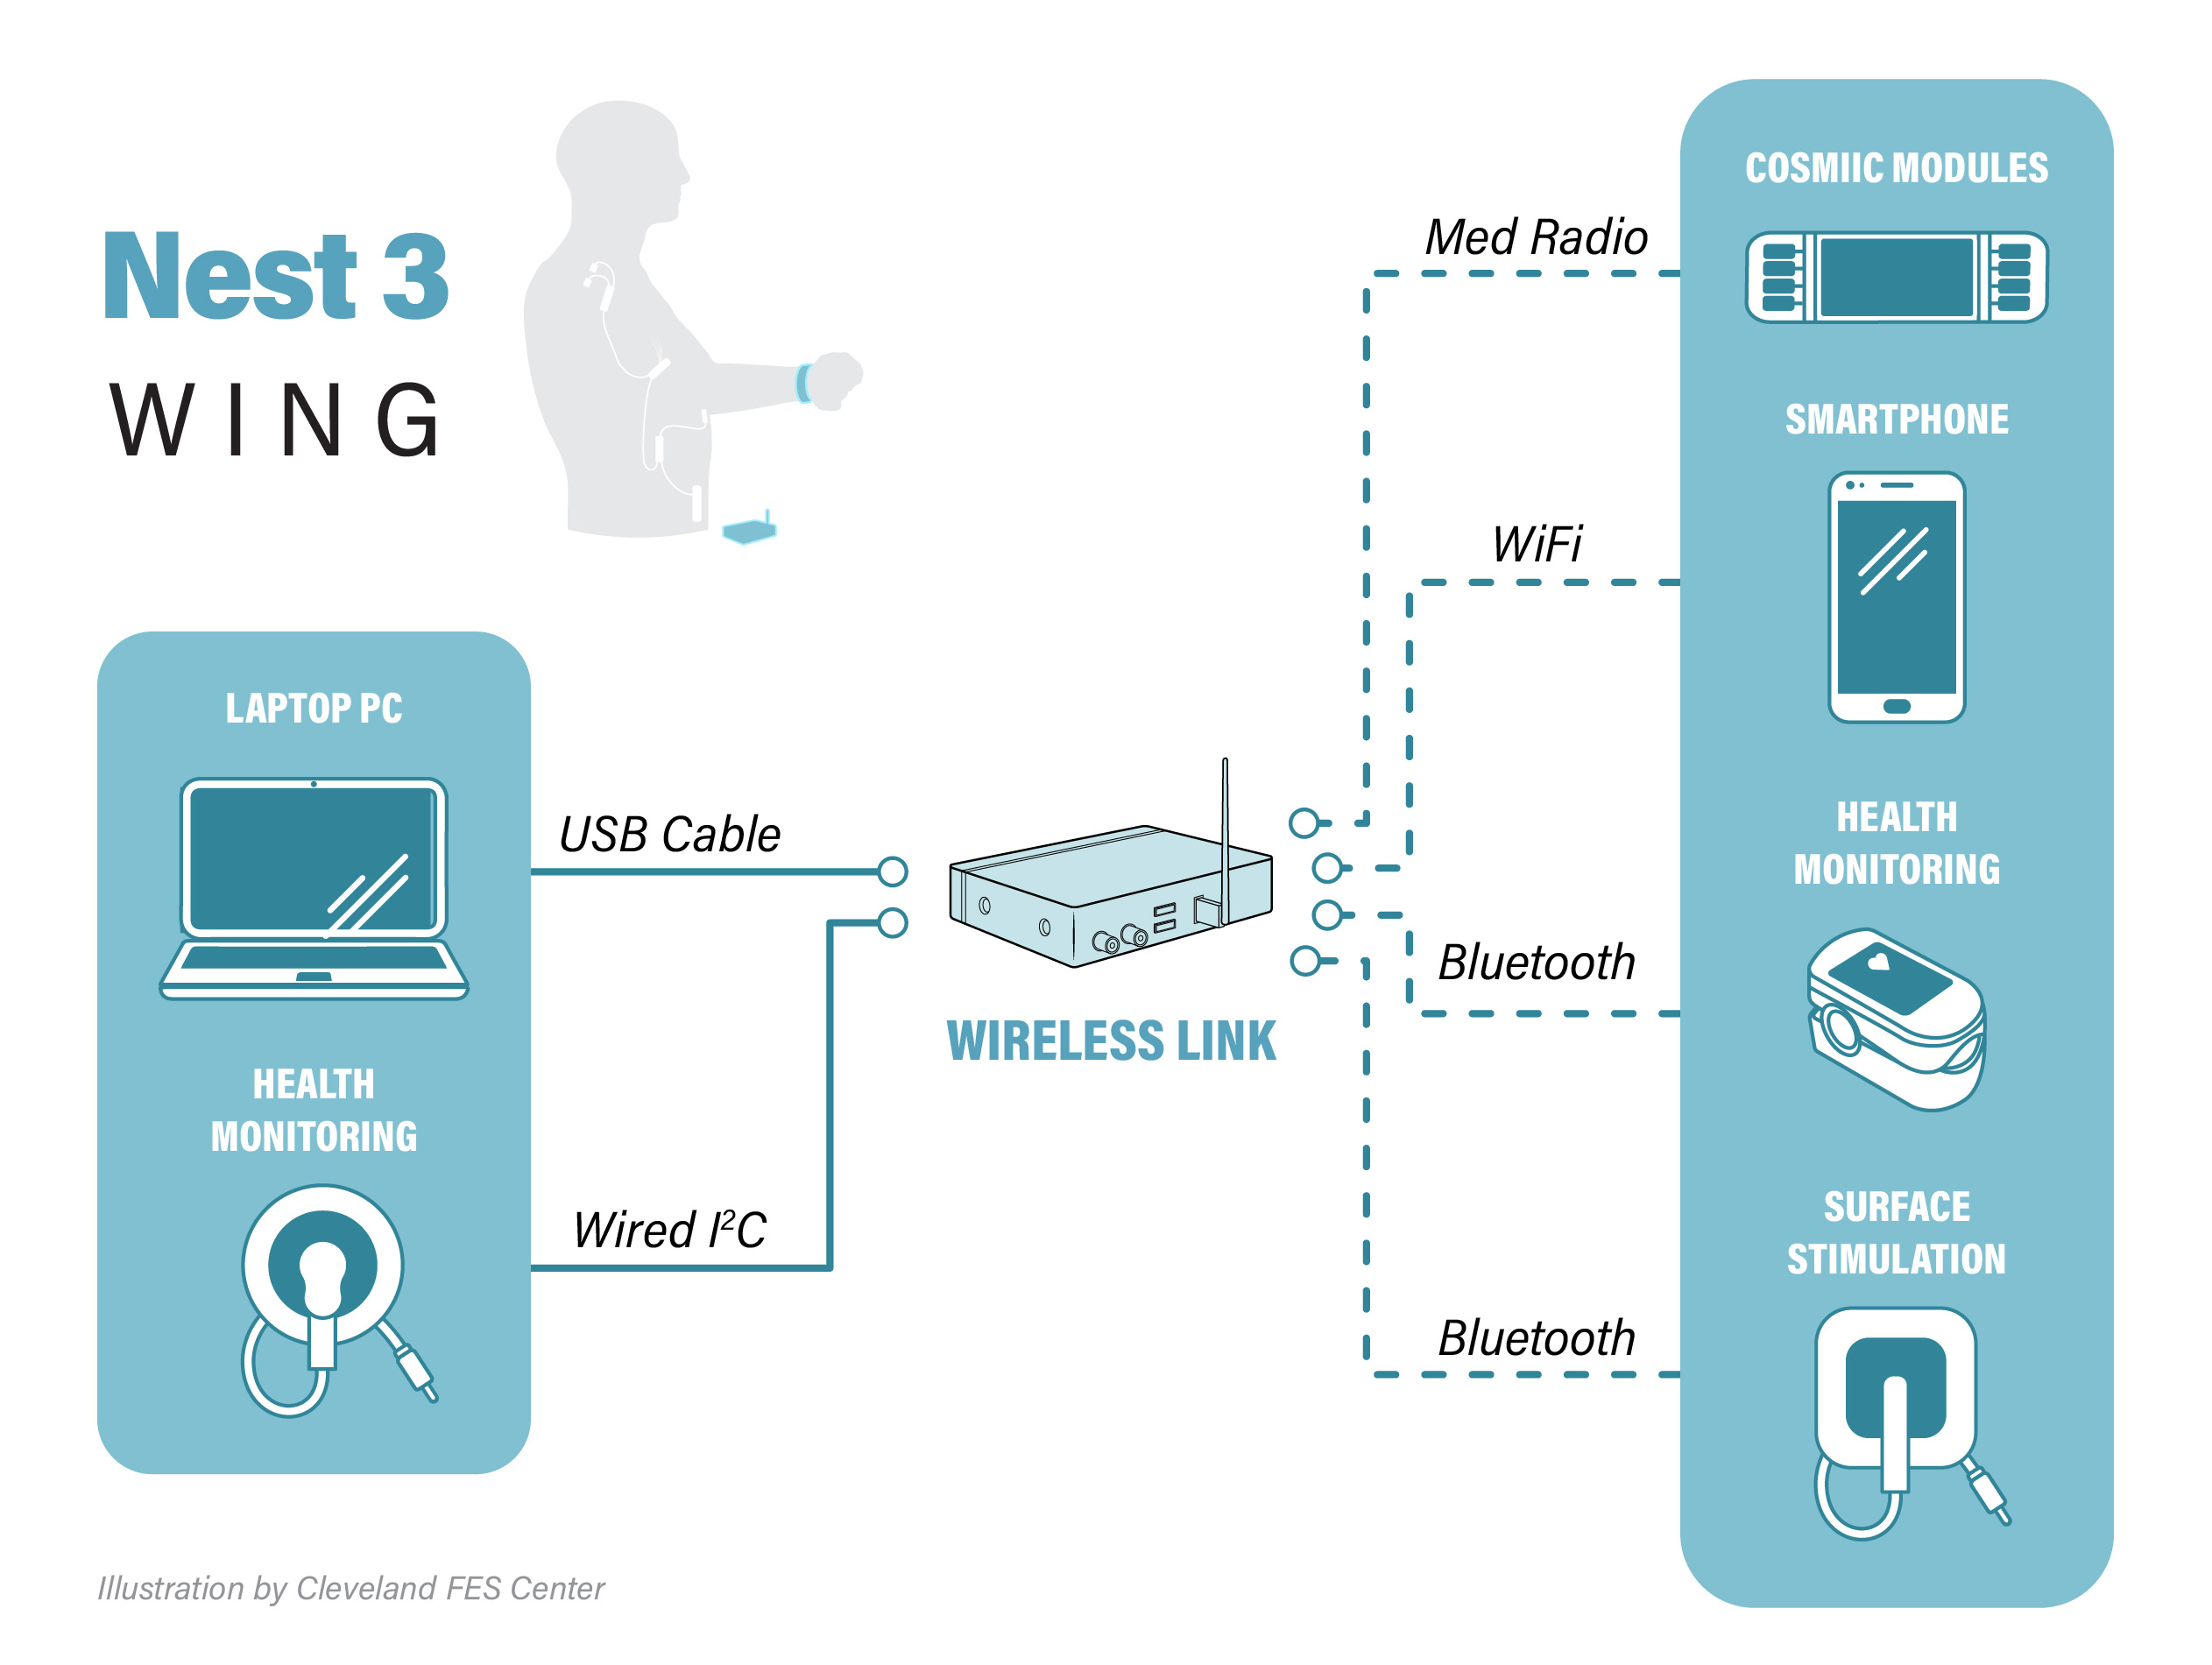 Nest 3
WING
LAPTOP PC
HEALTH
MONITORING
USB Cable
Wired I²C
WIRELESS LINK
Med Radio
WiFi
Bluetooth
Bluetooth
COSMIIC MODULES
SMARTPHONE
HEALTH
MONITORING
SURFACE
STIMULATION
Illustration by Cleveland FES Center